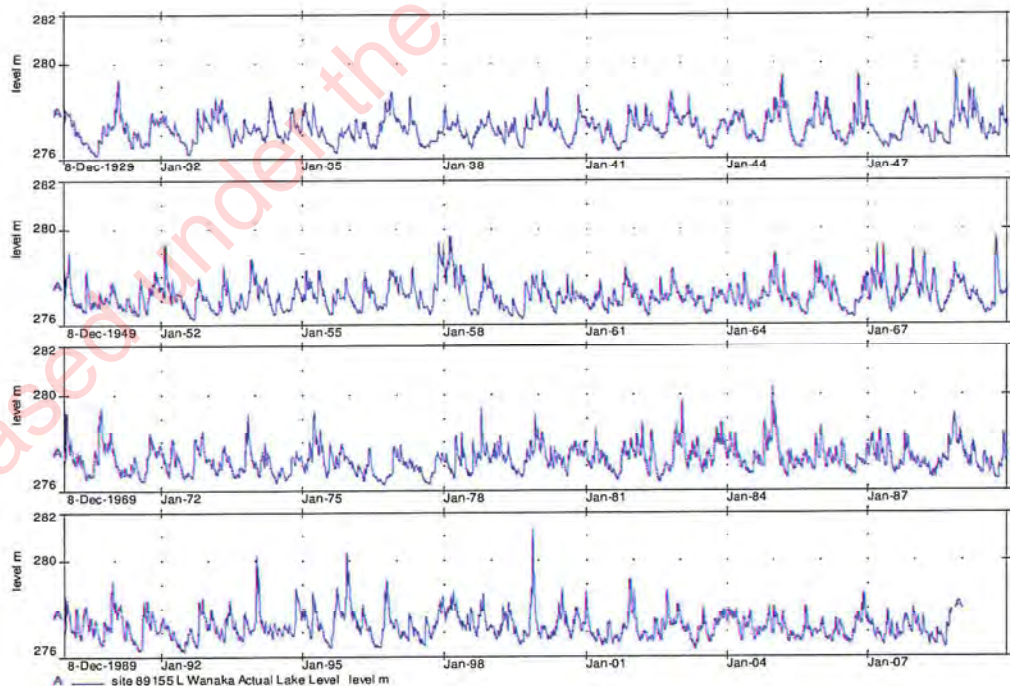 282
280
level m
A
276
8-Dec-1929 Jan-32 Jan-35 Jan-38 Jan-41 Jan-44 Jan-47
282
280
level m
A
276
8-Dec-1949 Jan-52 Jan-55 Jan-58 Jan-61 Jan-64 Jan-67
282
280
level m
A
276
8-Dec-1969 Jan-72 Jan-75 Jan-78 Jan-81 Jan-84 Jan-87
282
280
level m
A
A
276
8-Dec-1989 Jan-92 Jan-95 Jan-98 Jan-01 Jan-04 Jan-07
A site 89155 L Wanaka Actual Lake Level level m
ased under the